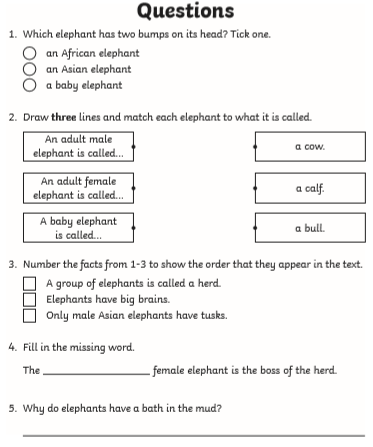 Questions
1. Which elephant has two bumps on its head? Tick one.
an African elephant
an Asian elephant
a baby elephant
2. Draw three lines and match each elephant to what it is called.
An adult male
elephant is called...
a cow.
An adult female
elephant is called...
a calf.
A baby elephant
is called...
a bull.
3. Number the facts from 1-3 to show the order that they appear in the text.
A group of elephants is called a herd.
Elephants have big brains.
Only male Asian elephants have tusks.
4. Fill in the missing word.
The ____________________ female elephant is the boss of the herd.
5. Why do elephants have a bath in the mud?